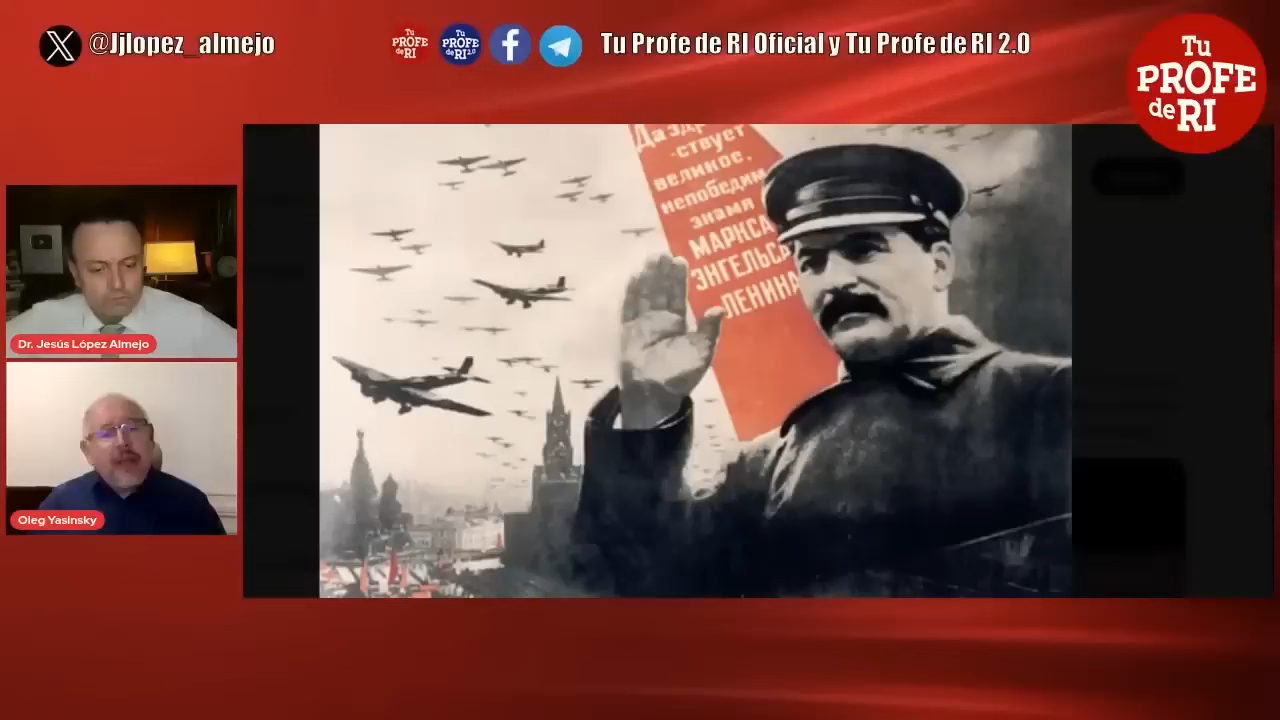 @Jjlopez_almejo
Tu
PROFE
de RI
Tu
PROFE
de RI 2.0
Tu Profe de RI Oficial y Tu Profe de RI 2.0
Tu
PROFE
de RI
-ствует
великое,
непобедим
знамя
МАРКСА
ЭНГЕЛЬСА
ЛЕНИНА
Dr. Jesús López Almejo
Oleg Yasinsky